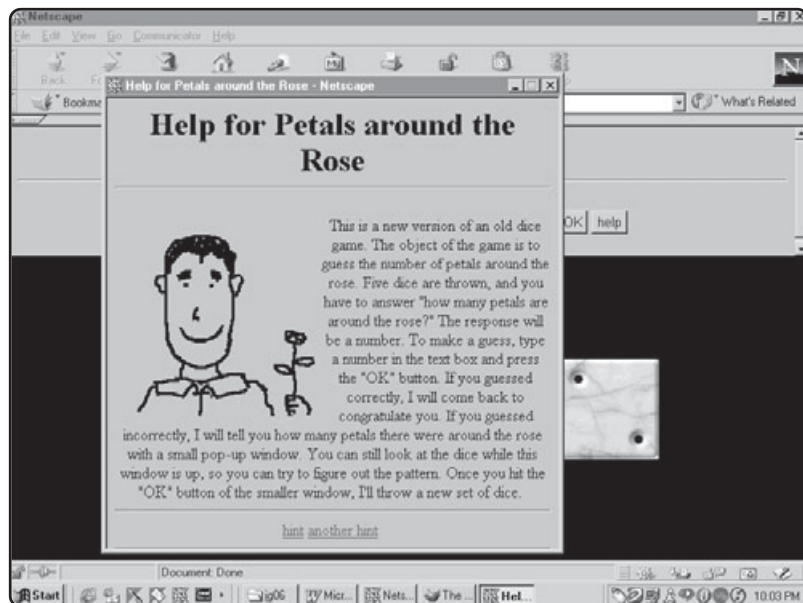 Netscape
File Edit View Go Communicator Help
Back
Help for Petals around the Rose - Netscape
Bookma
What's Related
Help for Petals around the
Rose
This is a new version of an old dice
game. The object of the game is to
guess the number of petals around the
rose. Five dice are thrown, and you
have to answer "how many petals are
around the rose?" The response will
be a number. To make a guess, type
a number in the text box and press
the "OK" button. If you guessed
correctly, I will come back to
congratulate you. If you guessed
incorrectly, I will tell you how many petals there were around the rose
with a small pop-up window. You can still look at the dice while this
window is up, so you can try to figure out the pattern. Once you hit the
"OK" button of the smaller window, I'll throw a new set of dice.
hint another hint
OK help
Document: Done
Start jg06 Micr... Nets... The ... Hel... 10:03 PM